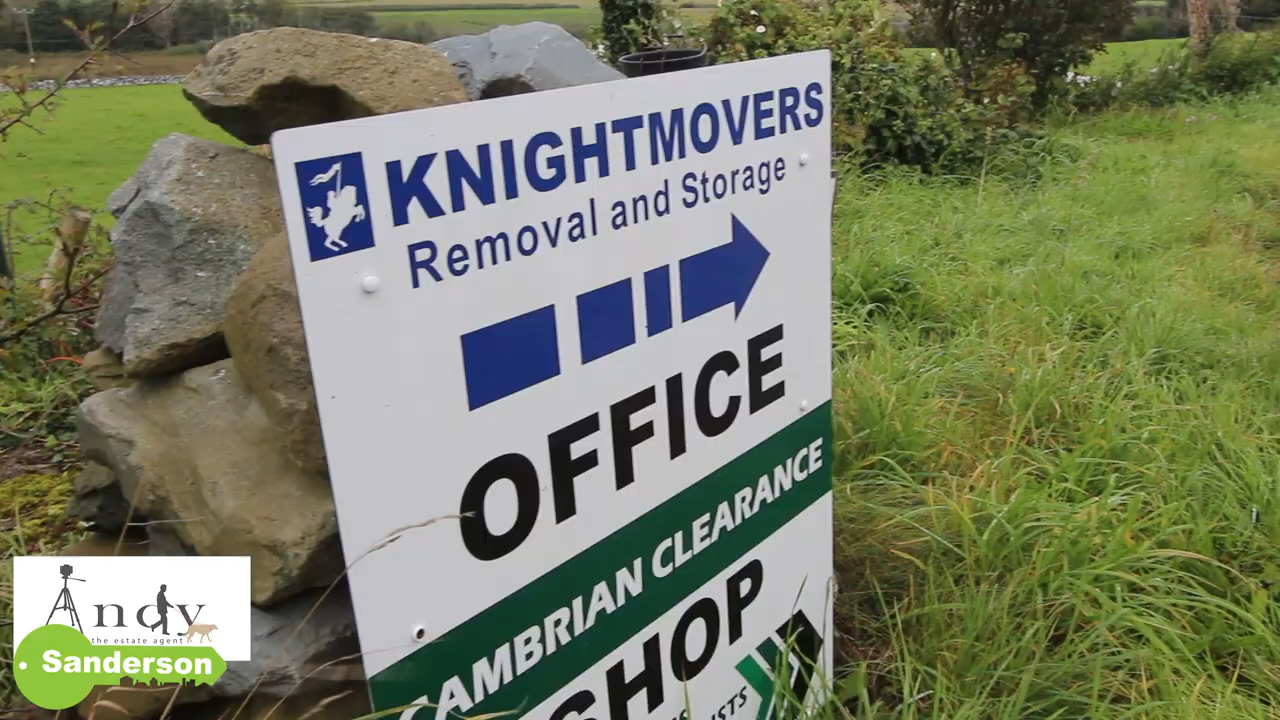 KNIGHTMOVERS
Removal and Storage
OFFICE
CAMBRIAN CLEARANCE
SHOP
Andy
the estate agent
Sanderson